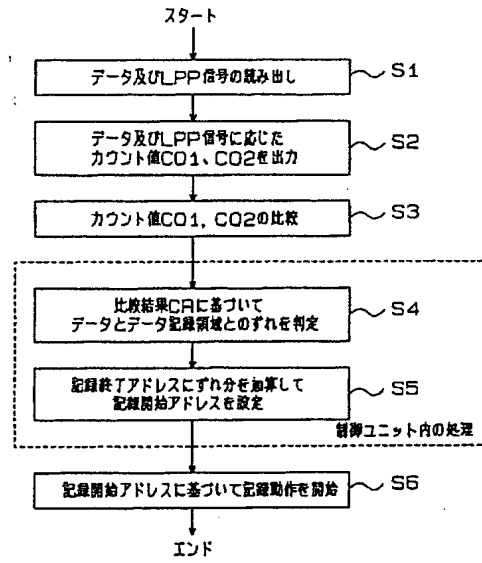 スタート
データ及びLPP信号の読み出し
S1
データ及びLPP信号に応じた
カウント値CO1、CO2を出力
S2
カウント値CO1, CO2の比較
S3
比較結果CAに基づいて
データとデータ記録領域とのずれを判定
S4
記録終了アドレスにずれ分を加算して
記録開始アドレスを設定
S5
制御ユニット内の処理
記録開始アドレスに基づいて記録動作を開始
S6
エンド